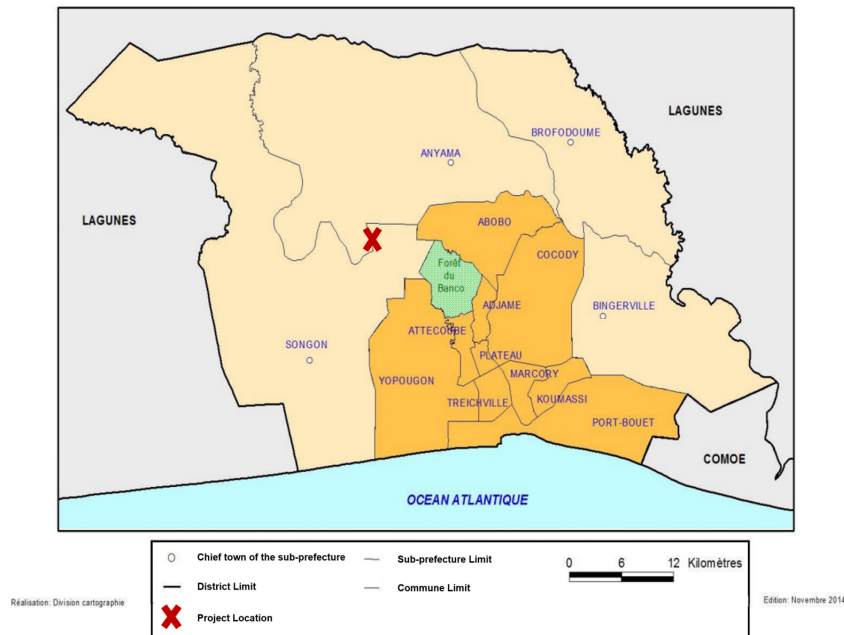 LAGUNES
BROFODOUME
ANYAMA
LAGUNES
ABOBO
COCODY
Forêt
du
Banco
ADJAME
BINGERVILLE
ATTECOUBE
SONGON
PLATEAU
MARCORY
YOPOUGON
KOUMASSI
TREICHVILLE
PORT-BOUET
COMOE
OCEAN ATLANTIQUE
Chief town of the sub-prefecture
Sub-prefecture Limit
0 6 12 Kilomètres
District Limit
Commune Limit
Réalisation: Division cartographie
Edition: Novembre 2014
Project Location